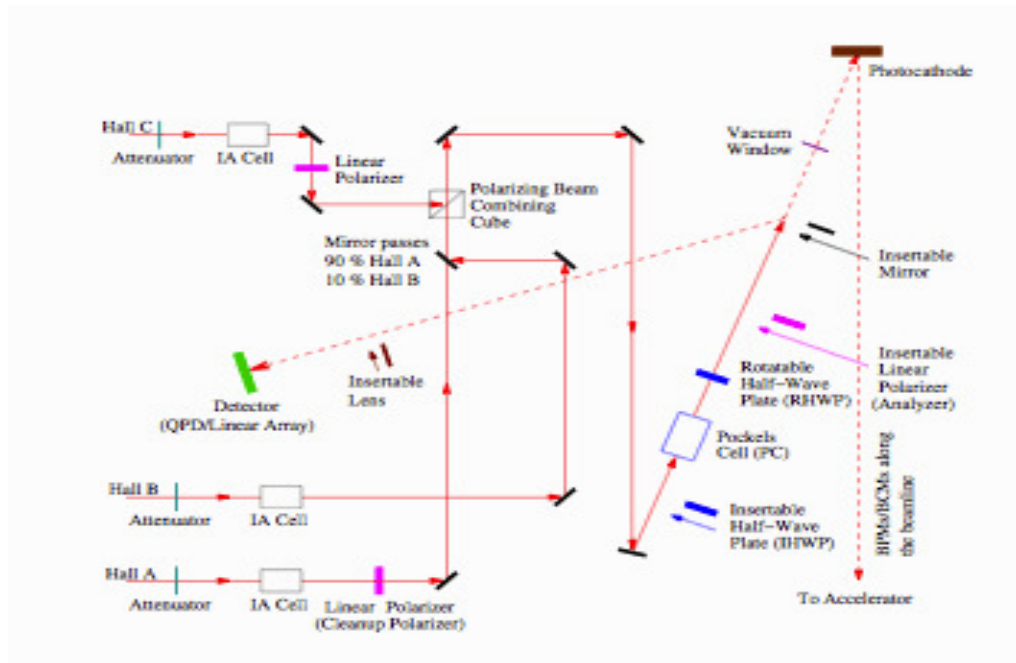 Photocathode
Hall C
Attenuator
IA Cell
Linear
Polarizer
Vacuum
Window
Polarizing Beam
Combining
Cube
Mirror passes
90 % Hall A
10 % Hall B
Insertable
Mirror
Insertable
Lens
Detector
(QPD/Linear Array)
Rotatable
Half-Wave
Plate (RHWP)
Insertable
Linear
Polarizer
(Analyzer)
Pockels
Cell (PC)
BPMs/BCMs along
the beamline
Hall B
Attenuator
IA Cell
Insertable
Half-Wave
Plate (IHWP)
Hall A
Attenuator
IA Cell
Linear Polarizer
(Cleanup Polarizer)
To Accelerator